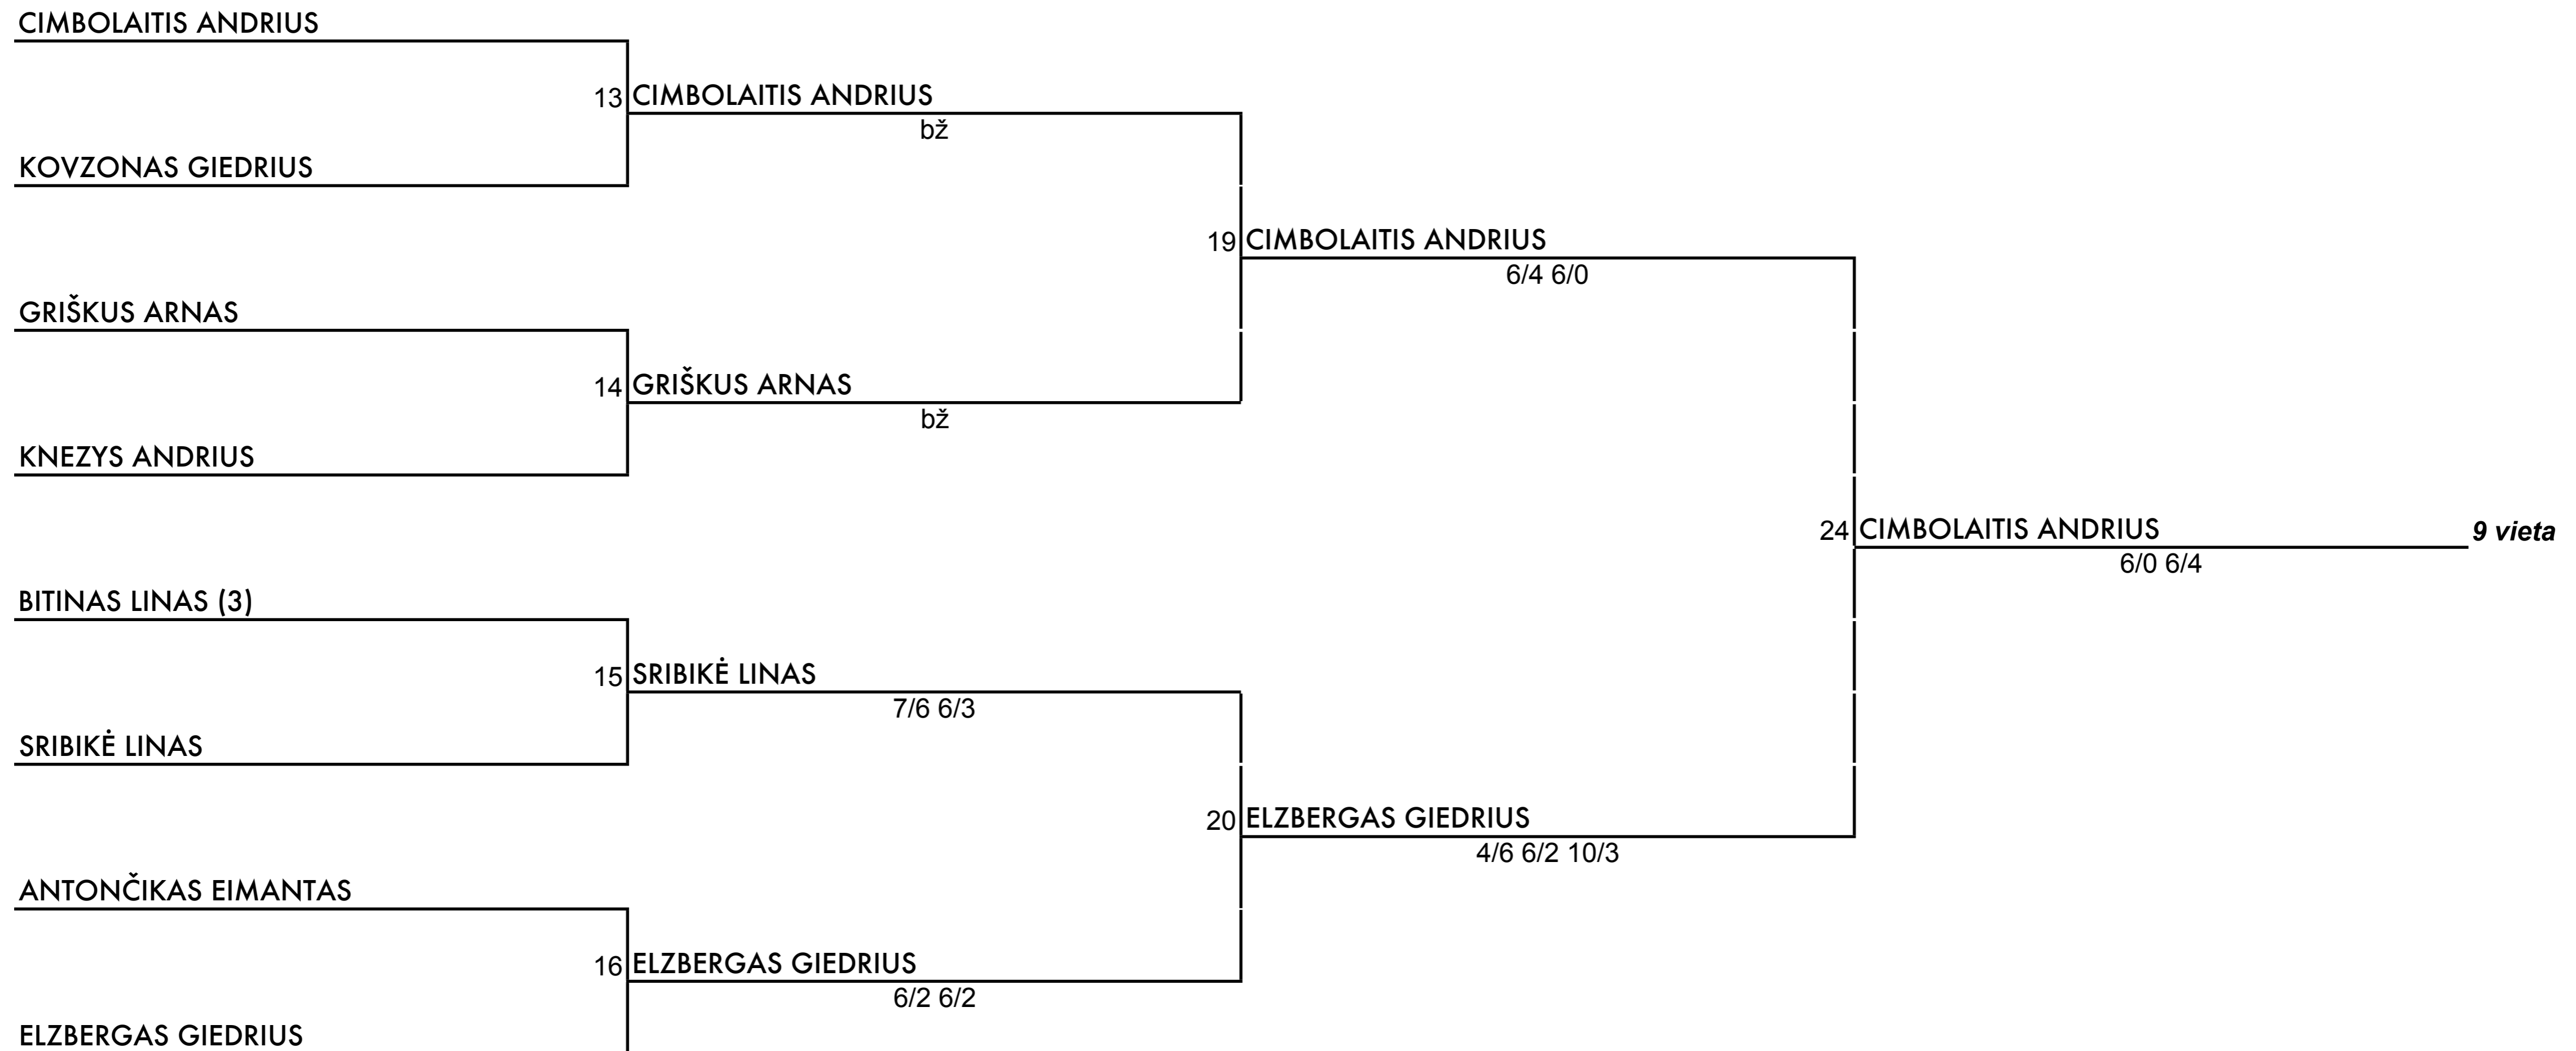 CIMBOLAITIS ANDRIUS
13 CIMBOLAITIS ANDRIUS
bž
KOVZONAS GIEDRIUS
19 CIMBOLAITIS ANDRIUS
6/4 6/0
GRIŠKUS ARNAS
14 GRIŠKUS ARNAS
bž
KNEZYS ANDRIUS
24 CIMBOLAITIS ANDRIUS 9 vieta
6/0 6/4
BITINAS LINAS (3)
15 SRIBIKĖ LINAS
7/6 6/3
SRIBIKĖ LINAS
20 ELZBERGAS GIEDRIUS
4/6 6/2 10/3
ANTONČIKAS EIMANTAS
16 ELZBERGAS GIEDRIUS
6/2 6/2
ELZBERGAS GIEDRIUS